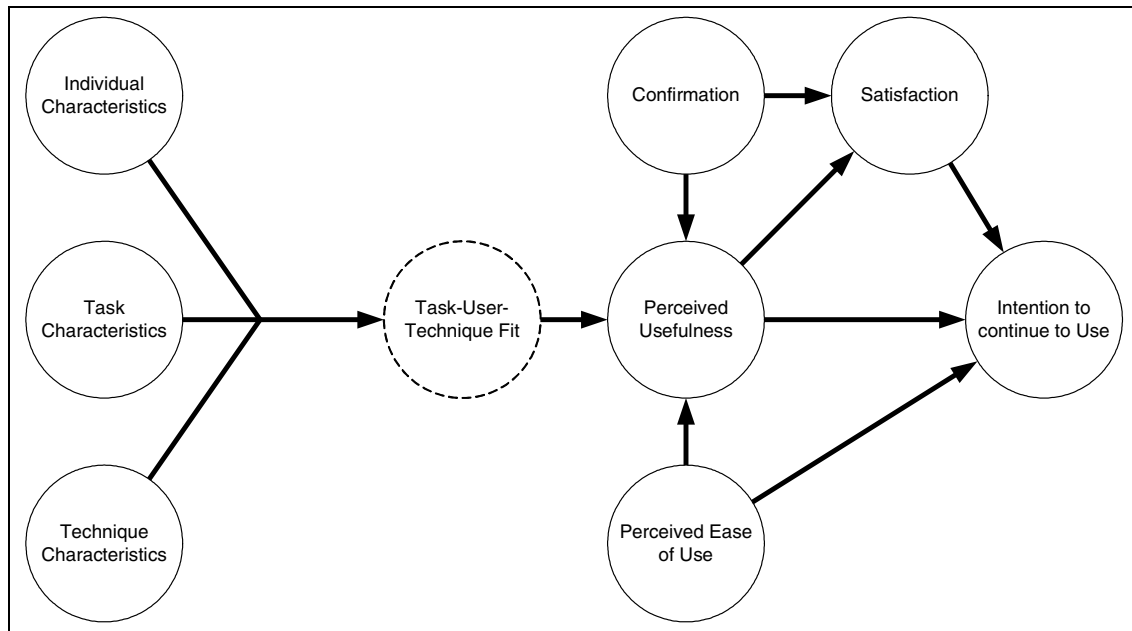 Individual
Characteristics
Confirmation
Satisfaction
Task
Characteristics
Task-User-
Technique Fit
Perceived
Usefulness
Intention to
continue to Use
Technique
Characteristics
Perceived Ease
of Use